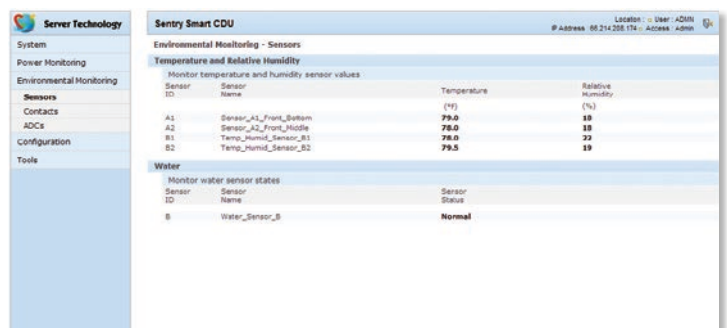 Server Technology
Sentry Smart CDU
Location : User : ADMN
IP Address : 66.214.208.174 Access : Admin
System
Power Monitoring
Environmental Monitoring
Sensors
Contacts
ADCs
Configuration
Tools
Environmental Monitoring - Sensors
Temperature and Relative Humidity
Monitor temperature and humidity sensor values
Sensor ID Sensor Name Temperature Relative Humidity
(°F) (%)
A1 Sensor_A1_Front_Bottom 79.0 18
A2 Sensor_A2_Front_Middle 78.0 18
B1 Temp_Humid_Sensor_B1 78.0 22
B2 Temp_Humid_Sensor_B2 79.5 19
Water
Monitor water sensor states
Sensor ID Sensor Name Sensor Status
B Water_Sensor_B Normal